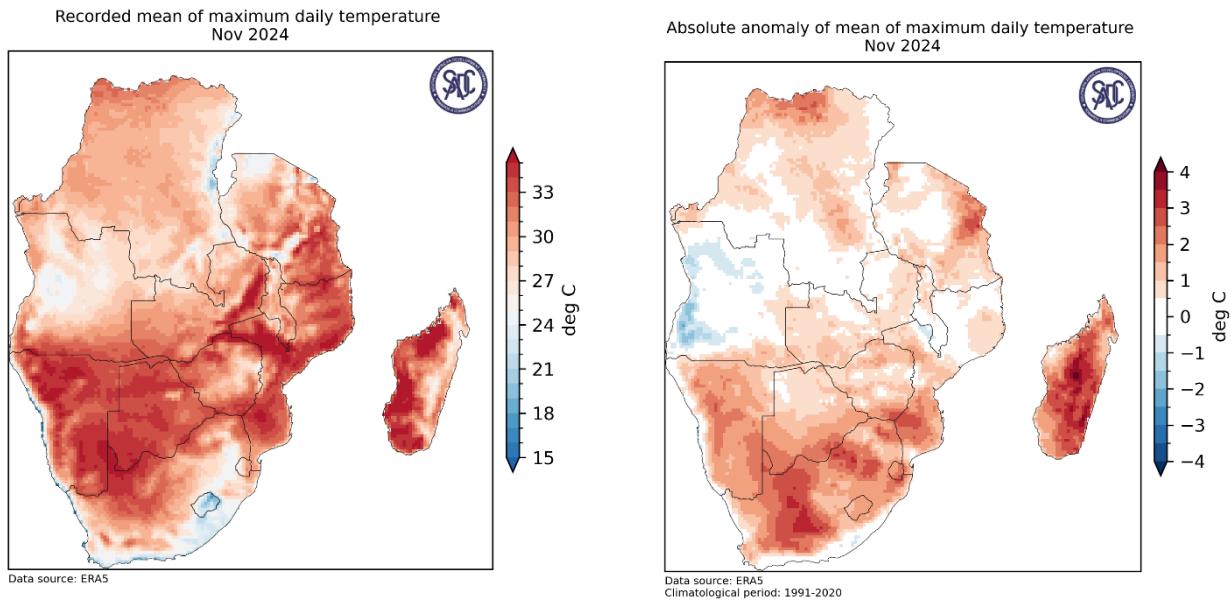 Recorded mean of maximum daily temperature
Nov 2024
SADC
33
30
27
24
21
18
15
deg C
Data source: ERA5
Absolute anomaly of mean of maximum daily temperature
Nov 2024
SADC
4
3
2
1
0
−1
−2
−3
−4
deg C
Data source: ERA5
Climatological period: 1991-2020